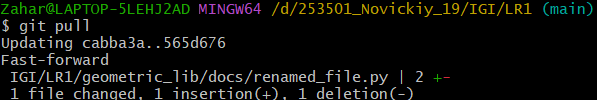 Zahar@LAPTOP-5LEHJ2AD MINGW64 /d/253501_Novickiy_19/IGI/LR1 (main)
$ git pull
Updating cabba3a..565d676
Fast-forward
 IGI/LR1/geometric_lib/docs/renamed_file.py | 2 +-
 1 file changed, 1 insertion(+), 1 deletion(-)